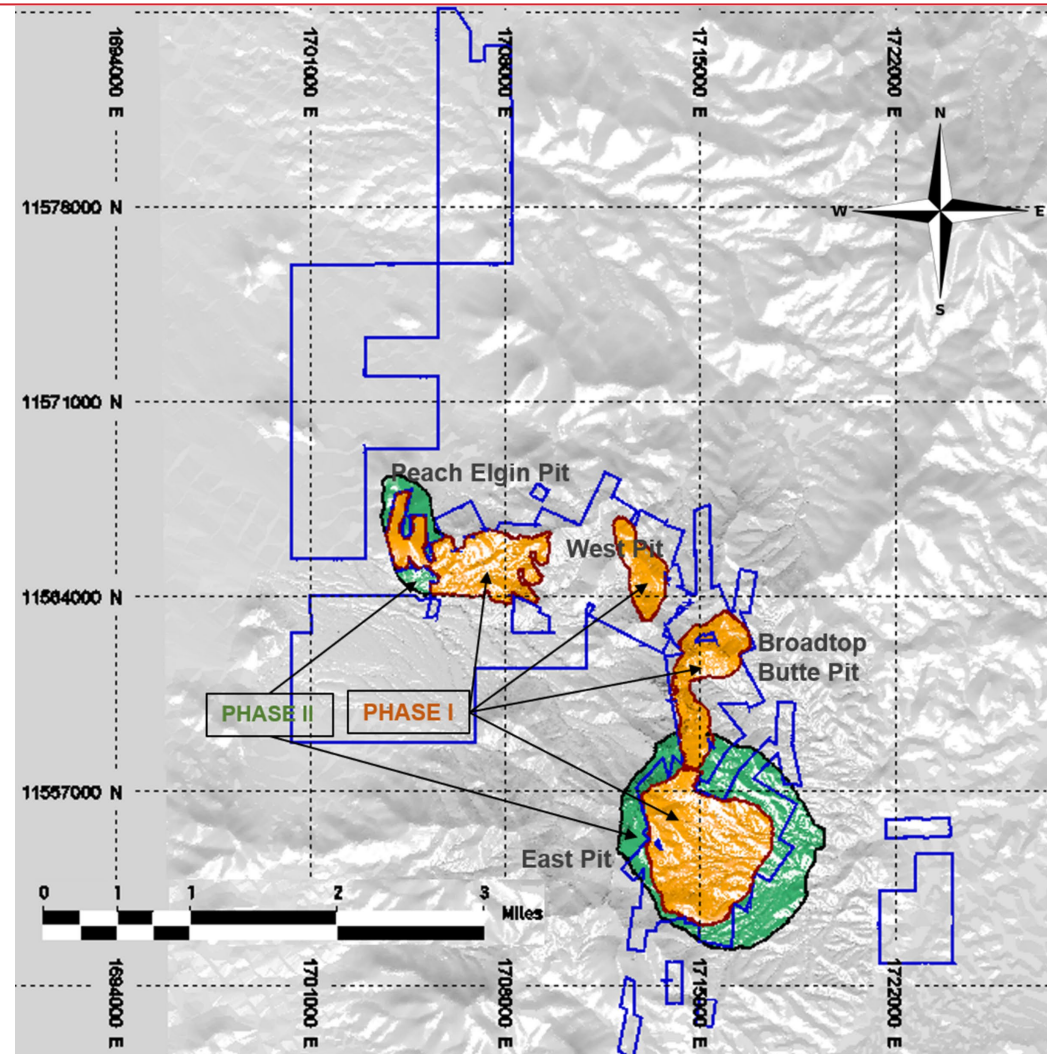 1694000 E
1701000 E
1708000 E
1715000 E
1722000 E
N
W
E
S
11578000 N
11571000 N
Peach Elgin Pit
West Pit
11564000 N
Broadtop
Butte Pit
PHASE II
PHASE I
11557000 N
East Pit
0
1
1
2
3
Miles
1694000 E
1701000 E
1708000 E
1715000 E
1722000 E